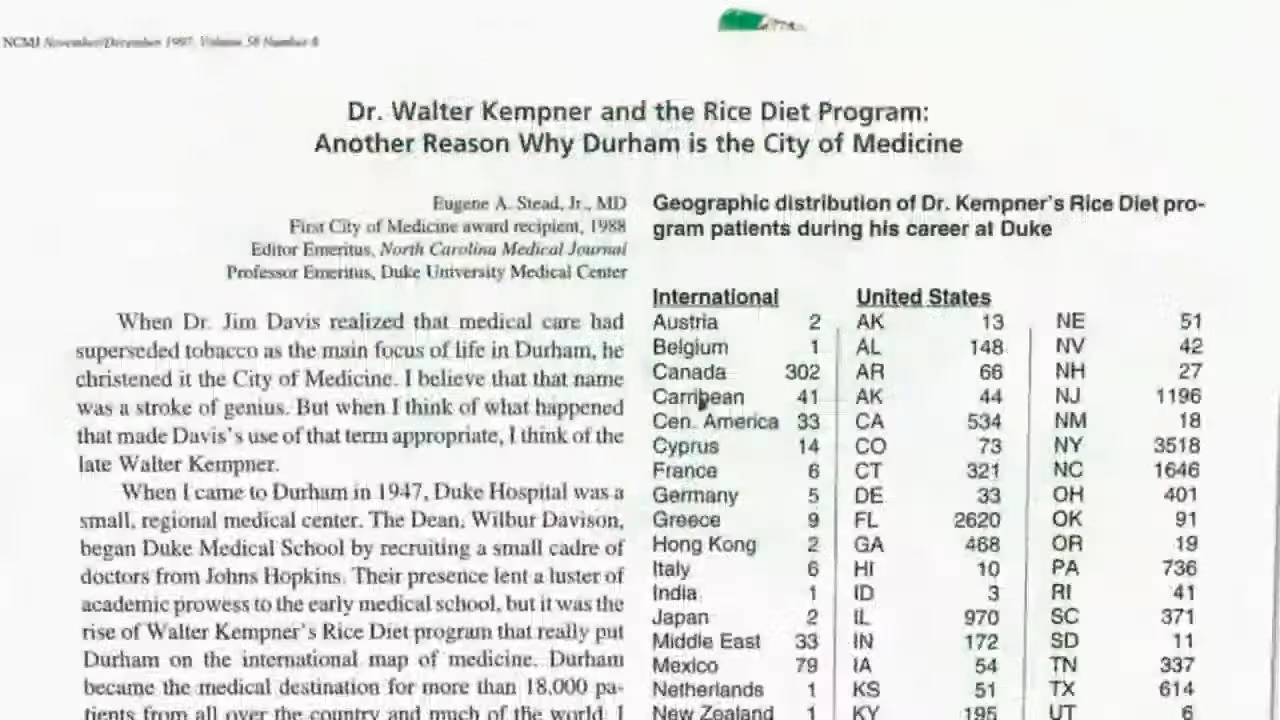 NCMJ November/December 1997, Volume 58 Number 6
Dr. Walter Kempner and the Rice Diet Program:
Another Reason Why Durham is the City of Medicine
Eugene A. Stead, Jr., MD
First City of Medicine award recipient, 1988
Editor Emeritus, North Carolina Medical Journal
Professor Emeritus, Duke University Medical Center
When Dr. Jim Davis realized that medical care had
superseded tobacco as the main focus of life in Durham, he
christened it the City of Medicine. I believe that that name
was a stroke of genius. But when I think of what happened
that made Davis's use of that term appropriate, I think of the
late Walter Kempner.
When I came to Durham in 1947, Duke Hospital was a
small, regional medical center. The Dean, Wilbur Davison,
began Duke Medical School by recruiting a small cadre of
doctors from Johns Hopkins. Their presence lent a luster of
academic prowess to the early medical school, but it was the
rise of Walter Kempner's Rice Diet program that really put
Durham on the international map of medicine. Durham
became the medical destination for more than 18,000 pa-
tients from all over the country and much of the world. I
Geographic distribution of Dr. Kempner's Rice Diet pro-
gram patients during his career at Duke
International United States
Austria 2 AK 13 NE 51
Belgium 1 AL 148 NV 42
Canada 302 AR 66 NH 27
Carribean 41 AK 44 NJ 1196
Cen. America 33 CA 534 NM 18
Cyprus 14 CO 73 NY 3518
France 6 CT 321 NC 1646
Germany 5 DE 33 OH 401
Greece 9 FL 2620 OK 91
Hong Kong 2 GA 468 OR 19
Italy 6 HI 10 PA 736
India 1 ID 3 RI 41
Japan 2 IL 970 SC 371
Middle East 33 IN 172 SD 11
Mexico 79 IA 54 TN 337
Netherlands 1 KS 51 TX 614
New Zealand 1 KY 195 UT 6